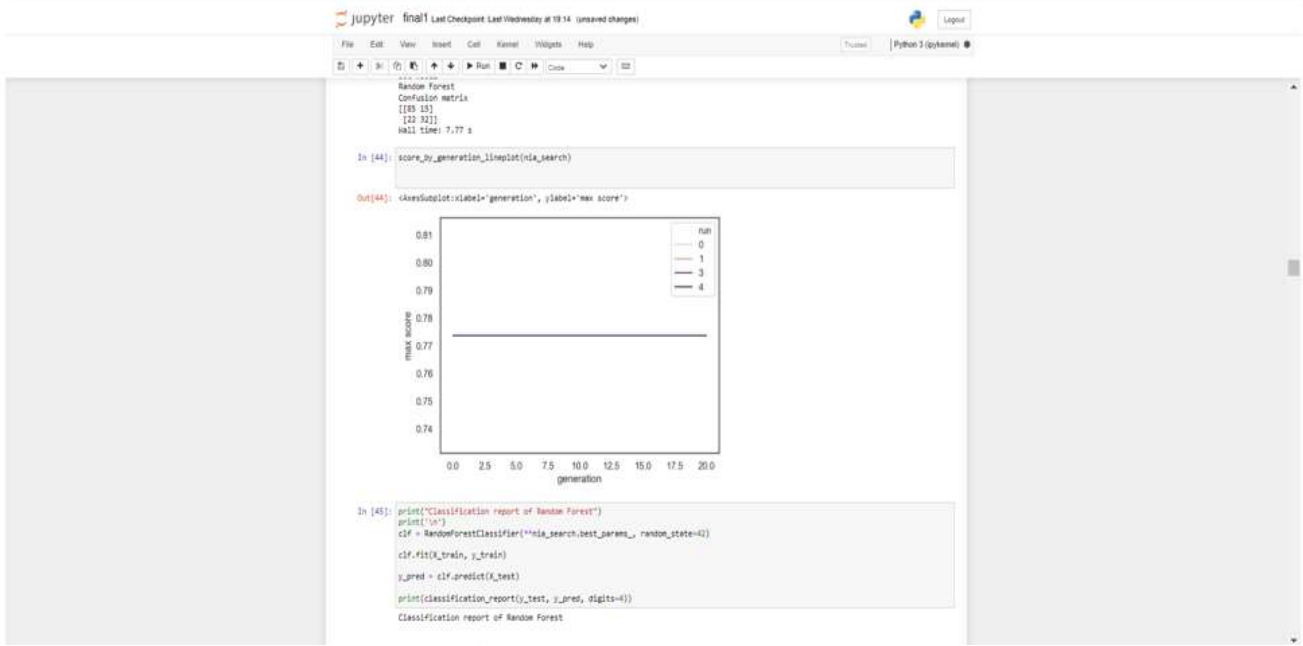 jupyter final1 Last Checkpoint: Last Wednesday at 19:14 (unsaved changes)
Logout
File Edit View Insert Cell Kernel Widgets Help
Trusted
Python 3 (ipykernel)
Run
Code
Random Forest
Confusion matrix
[[85 15]
[22 32]]
Wall time: 7.77 s
In [44]: score_by_generation_lineplot(nia_search)
Out[44]: <AxesSubplot:xlabel='generation', ylabel='max score'>
run
0
1
3
4
0.81
0.80
0.79
0.78
0.77
0.76
0.75
0.74
max score
0.0 2.5 5.0 7.5 10.0 12.5 15.0 17.5 20.0
generation
In [45]: print("Classification report of Random Forest")
print('\n')
clf = RandomForestClassifier(**nia_search.best_params_, random_state=42)
clf.fit(X_train, y_train)
y_pred = clf.predict(X_test)
print(classification_report(y_test, y_pred, digits=4))
Classification report of Random Forest